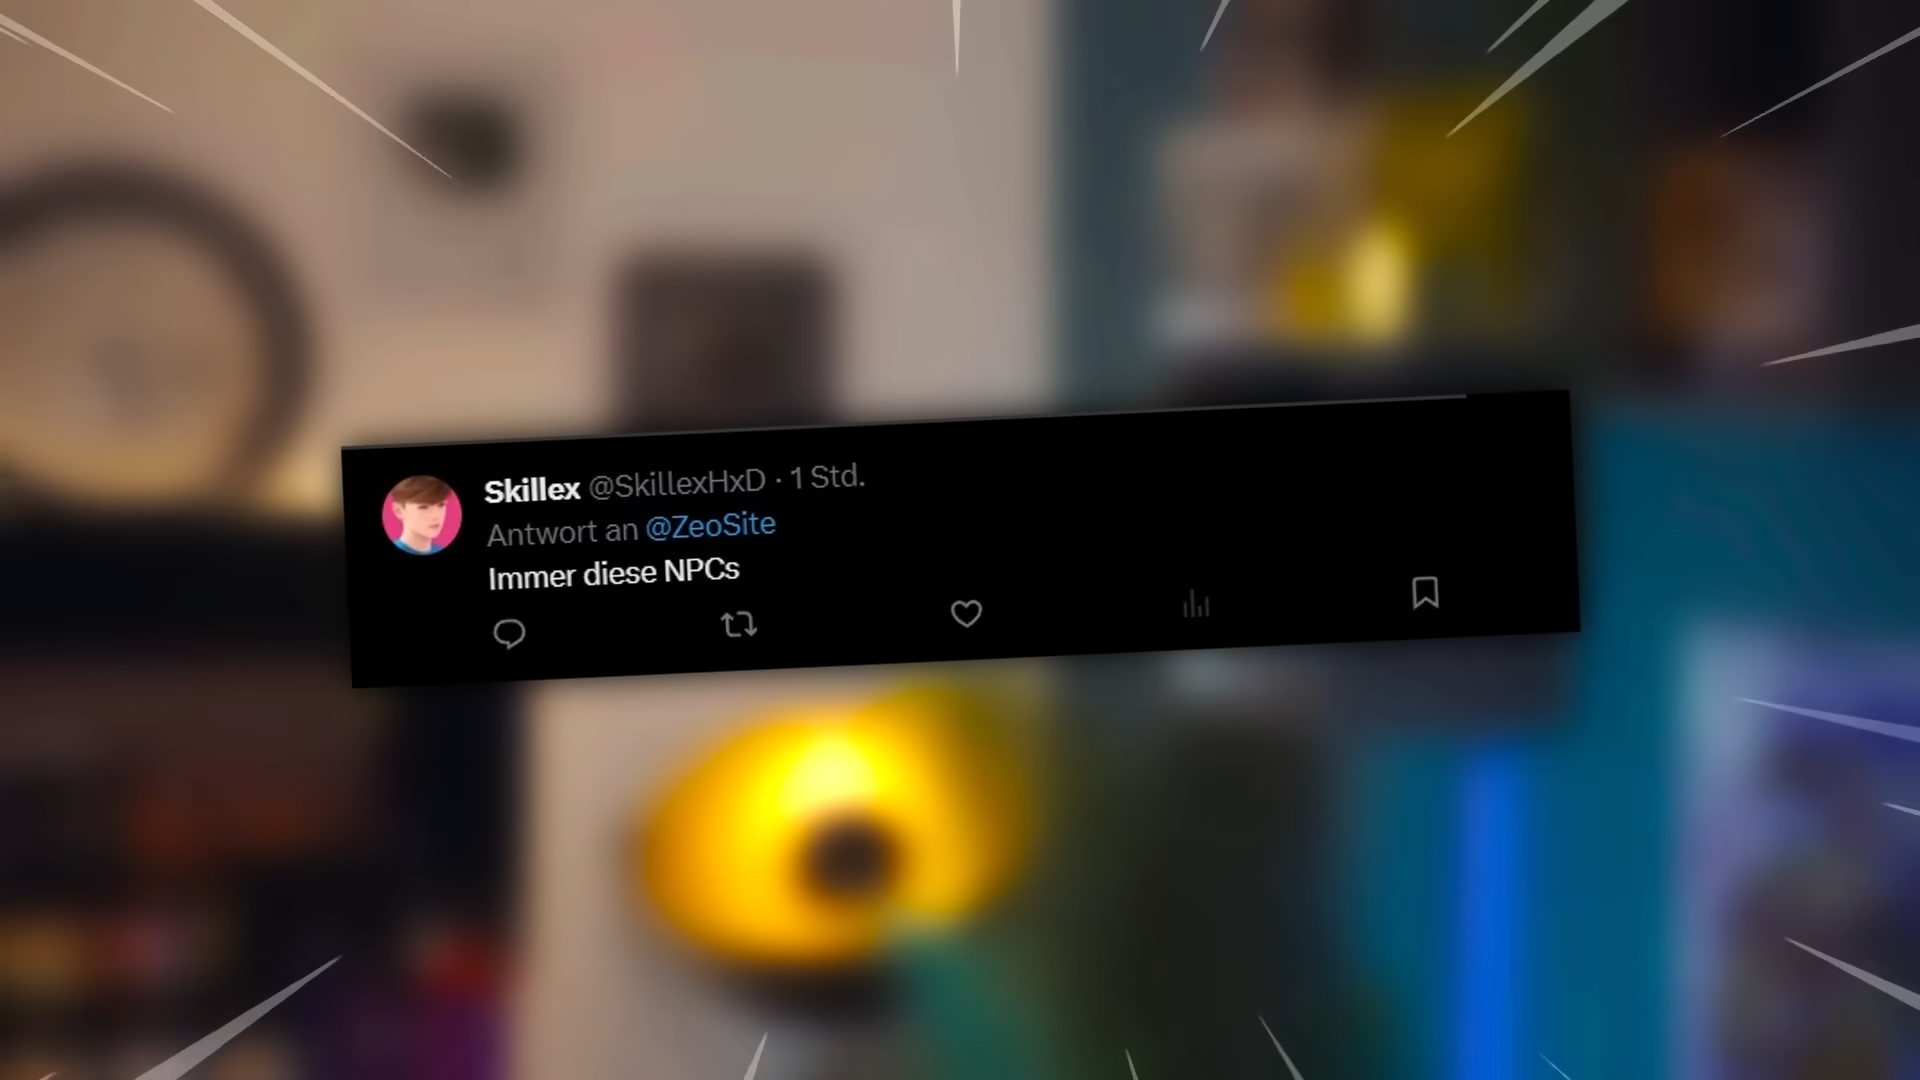 Skillex @SkillexHxD · 1 Std.
Antwort an @ZeoSite
Immer diese NPCs